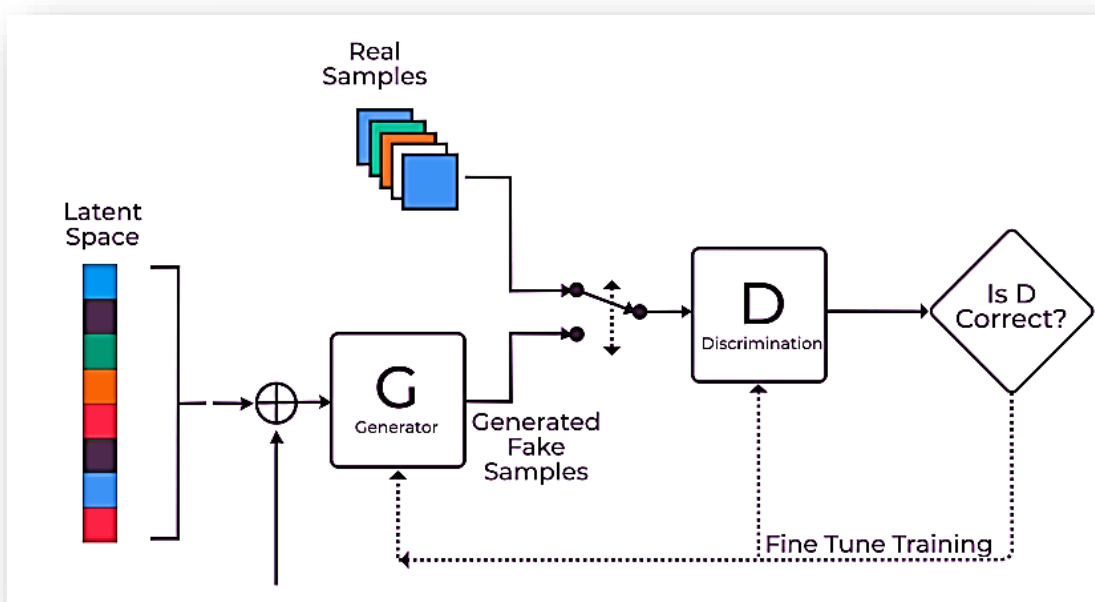 Real
Samples
Latent
Space
G
Generator
Generated
Fake
Samples
D
Discrimination
Is D
Correct?
Fine Tune Training